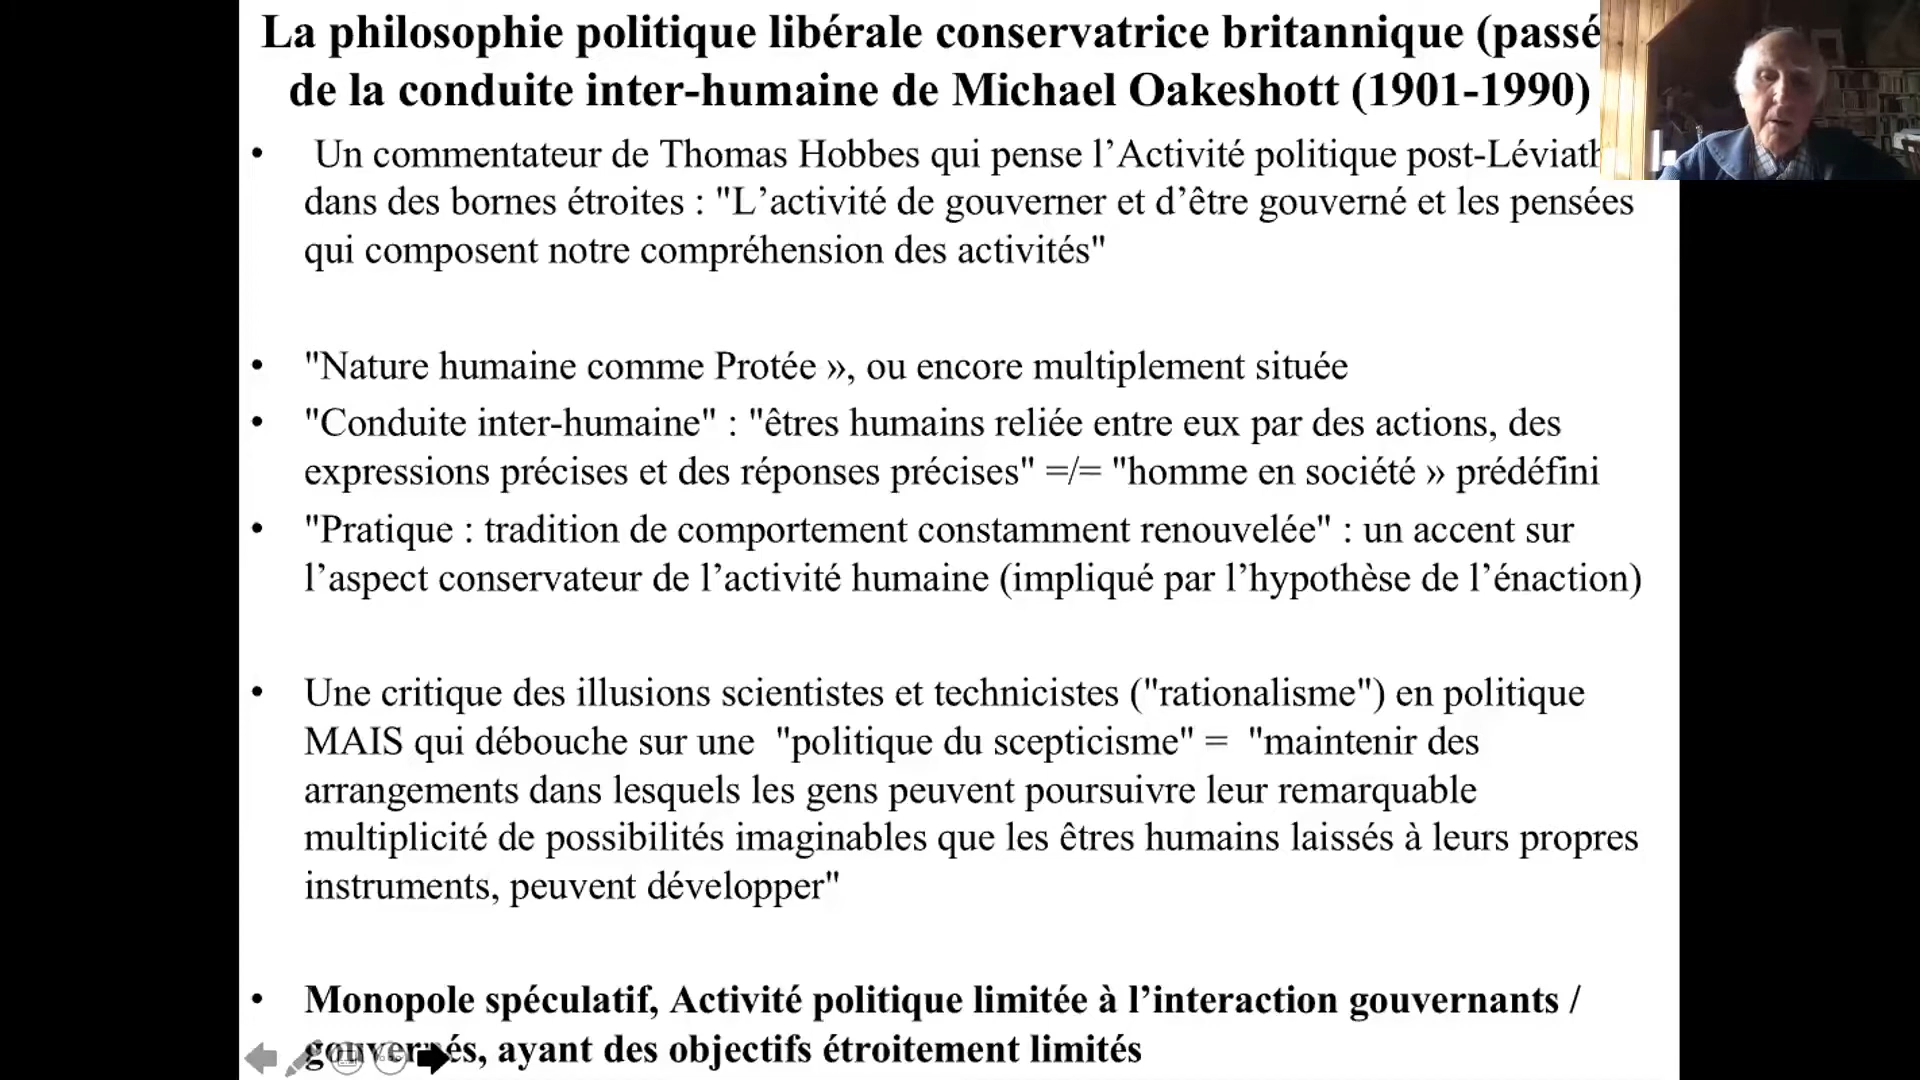 La philosophie politique libérale conservatrice britannique (passé
de la conduite inter-humaine de Michael Oakeshott (1901-1990)
• Un commentateur de Thomas Hobbes qui pense l’Activité politique post-Léviath
dans des bornes étroites : "L’activité de gouverner et d’être gouverné et les pensées
qui composent notre compréhension des activités"
• "Nature humaine comme Protée », ou encore multiplement située
• "Conduite inter-humaine" : "êtres humains reliée entre eux par des actions, des
expressions précises et des réponses précises" =/= "homme en société » prédéfini
• "Pratique : tradition de comportement constamment renouvelée" : un accent sur
l’aspect conservateur de l’activité humaine (impliqué par l’hypothèse de l’énaction)
• Une critique des illusions scientistes et technicistes ("rationalisme") en politique
MAIS qui débouche sur une "politique du scepticisme" = "maintenir des
arrangements dans lesquels les gens peuvent poursuivre leur remarquable
multiplicité de possibilités imaginables que les êtres humains laissés à leurs propres
instruments, peuvent développer"
• Monopole spéculatif, Activité politique limitée à l’interaction gouvernants /
gouvernés, ayant des objectifs étroitement limités